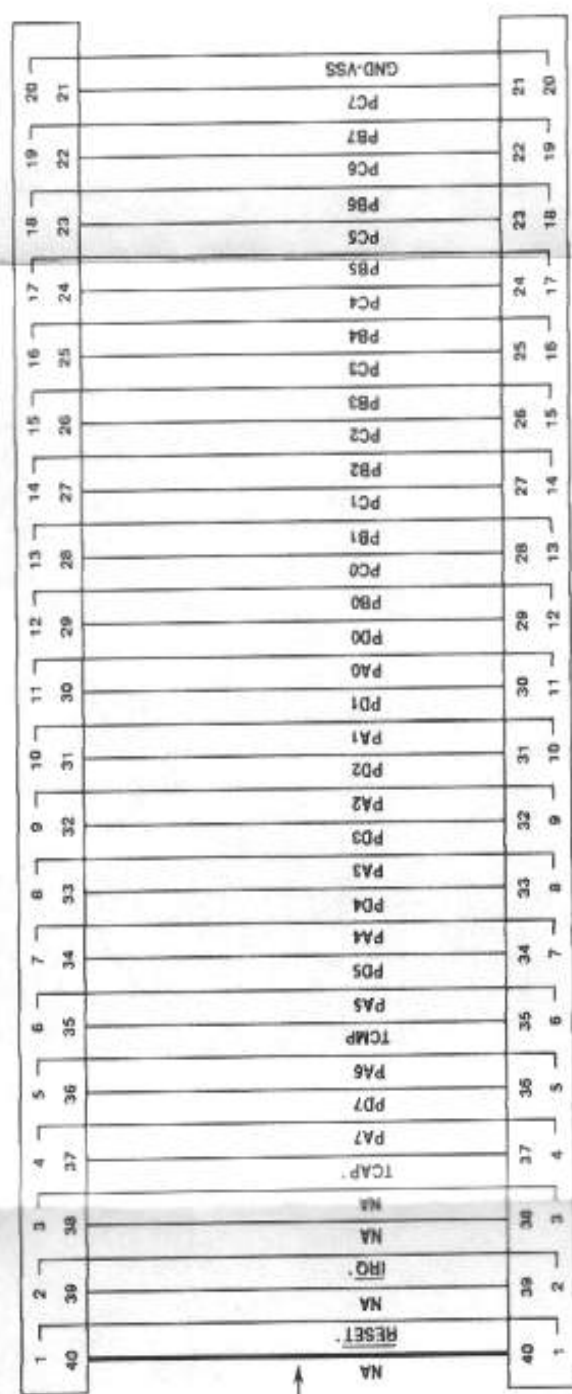 1 2 3 4 5 6 7 8 9 10 11 12 13 14 15 16 17 18 19 20
40 39 38 37 36 35 34 33 32 31 30 29 28 27 26 25 24 23 22 21
NA
RESET'
NA
IRQ'
NA
NA
TCAP'
PA7
PD7
PA6
TCMP
PA5
PD5
PA4
PD4
PA3
PD3
PA2
PD2
PA1
PD1
PA0
PD0
PB0
PC0
PB1
PC1
PB2
PC2
PB3
PC3
PB4
PC4
PB5
PC5
PB6
PC6
PB7
PC7
GND-VSS
40 39 38 37 36 35 34 33 32 31 30 29 28 27 26 25 24 23 22 21
1 2 3 4 5 6 7 8 9 10 11 12 13 14 15 16 17 18 19 20